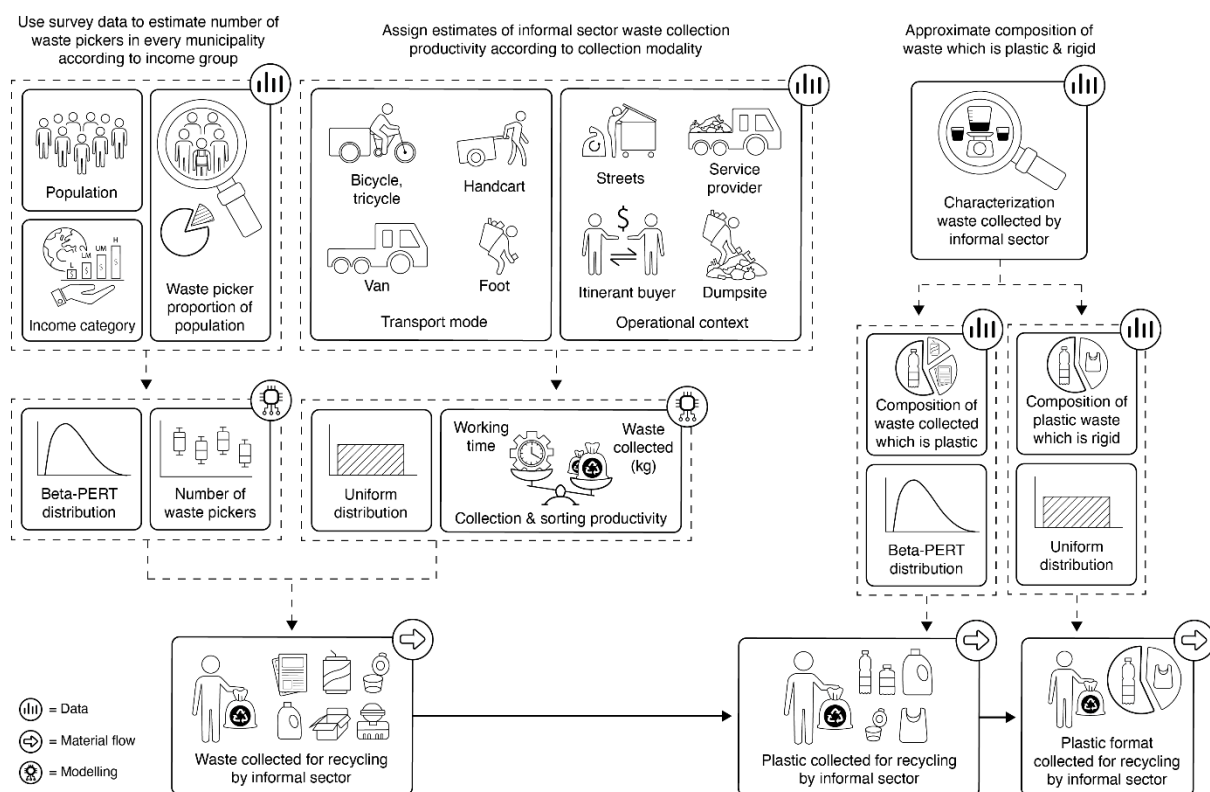 Use survey data to estimate number of
waste pickers in every municipality
according to income group
Assign estimates of informal sector waste collection
productivity according to collection modality
Approximate composition of
waste which is plastic & rigid
Population
L
LM
UM
H
$
$
$
$
Income category
Waste picker
proportion of
population
Bicycle,
tricycle
Handcart
Van
Foot
Transport mode
Streets
Service
provider
$
Itinerant buyer
Dumpsite
Operational context
Characterization
waste collected by
informal sector
Beta-PERT
distribution
Number of
waste pickers
Uniform
distribution
Working
time
Waste
collected
(kg)
Collection & sorting productivity
Composition of
waste collected
which is plastic
Composition of
plastic waste
which is rigid
Beta-PERT
distribution
Uniform
distribution
= Data
= Material flow
= Modelling
Waste collected for recycling
by informal sector
Plastic collected for recycling
by informal sector
Plastic format
collected for recycling
by informal sector